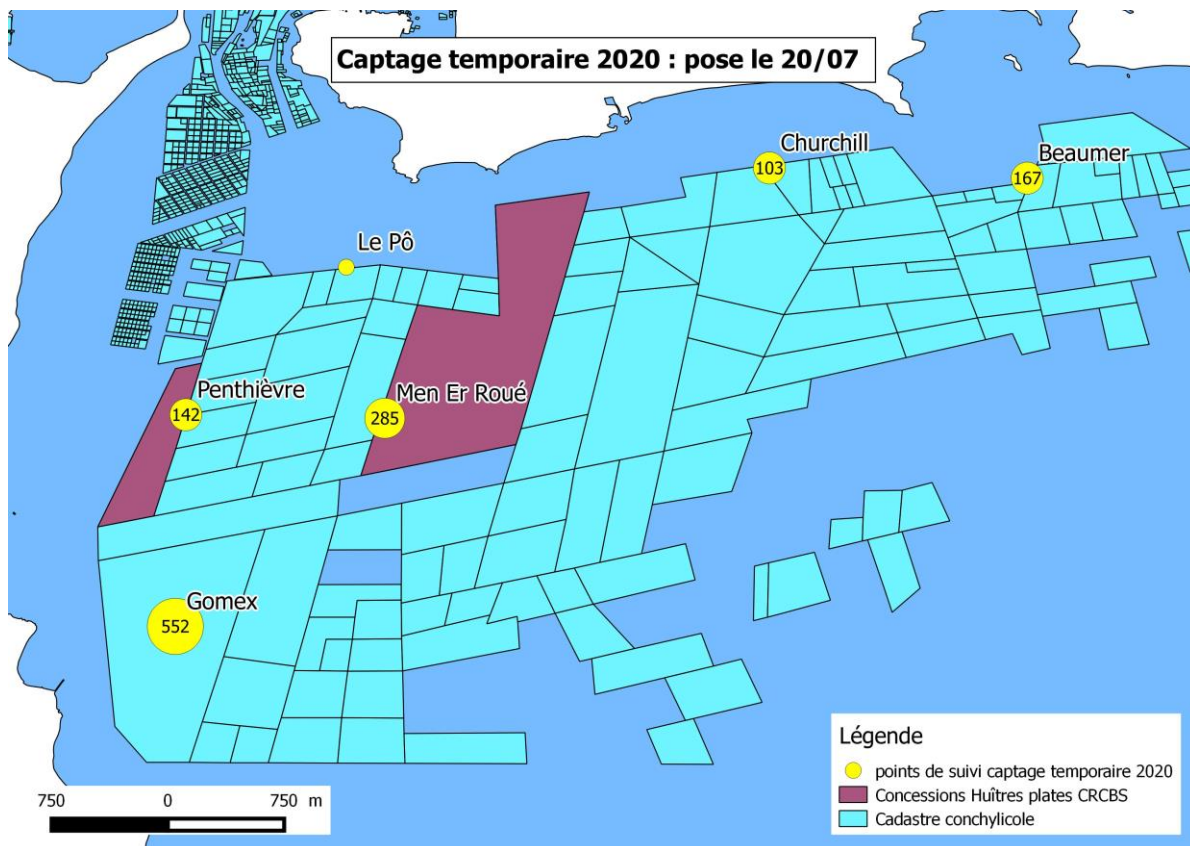 Captage temporaire 2020 : pose le 20/07
Churchill
103
Beaumer
167
Le Pô
Penthièvre
142
Men Er Roué
285
Gomex
552
Légende
points de suivi captage temporaire 2020
Concessions Huîtres plates CRCBS
Cadastre conchylicole
750 0 750 m